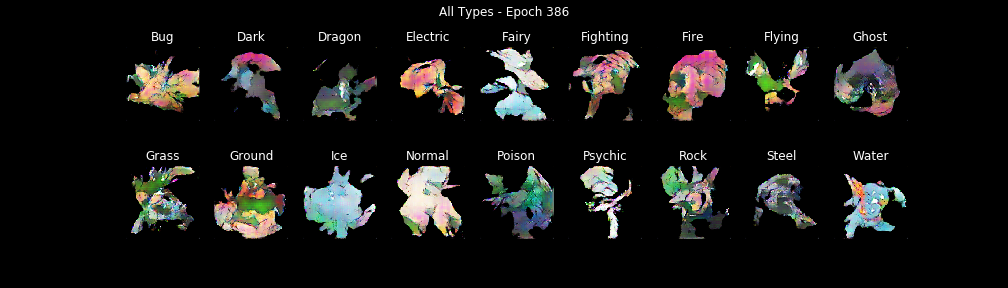 All Types - Epoch 386
Bug Dark Dragon Electric Fairy Fighting Fire Flying Ghost
Grass Ground Ice Normal Poison Psychic Rock Steel Water